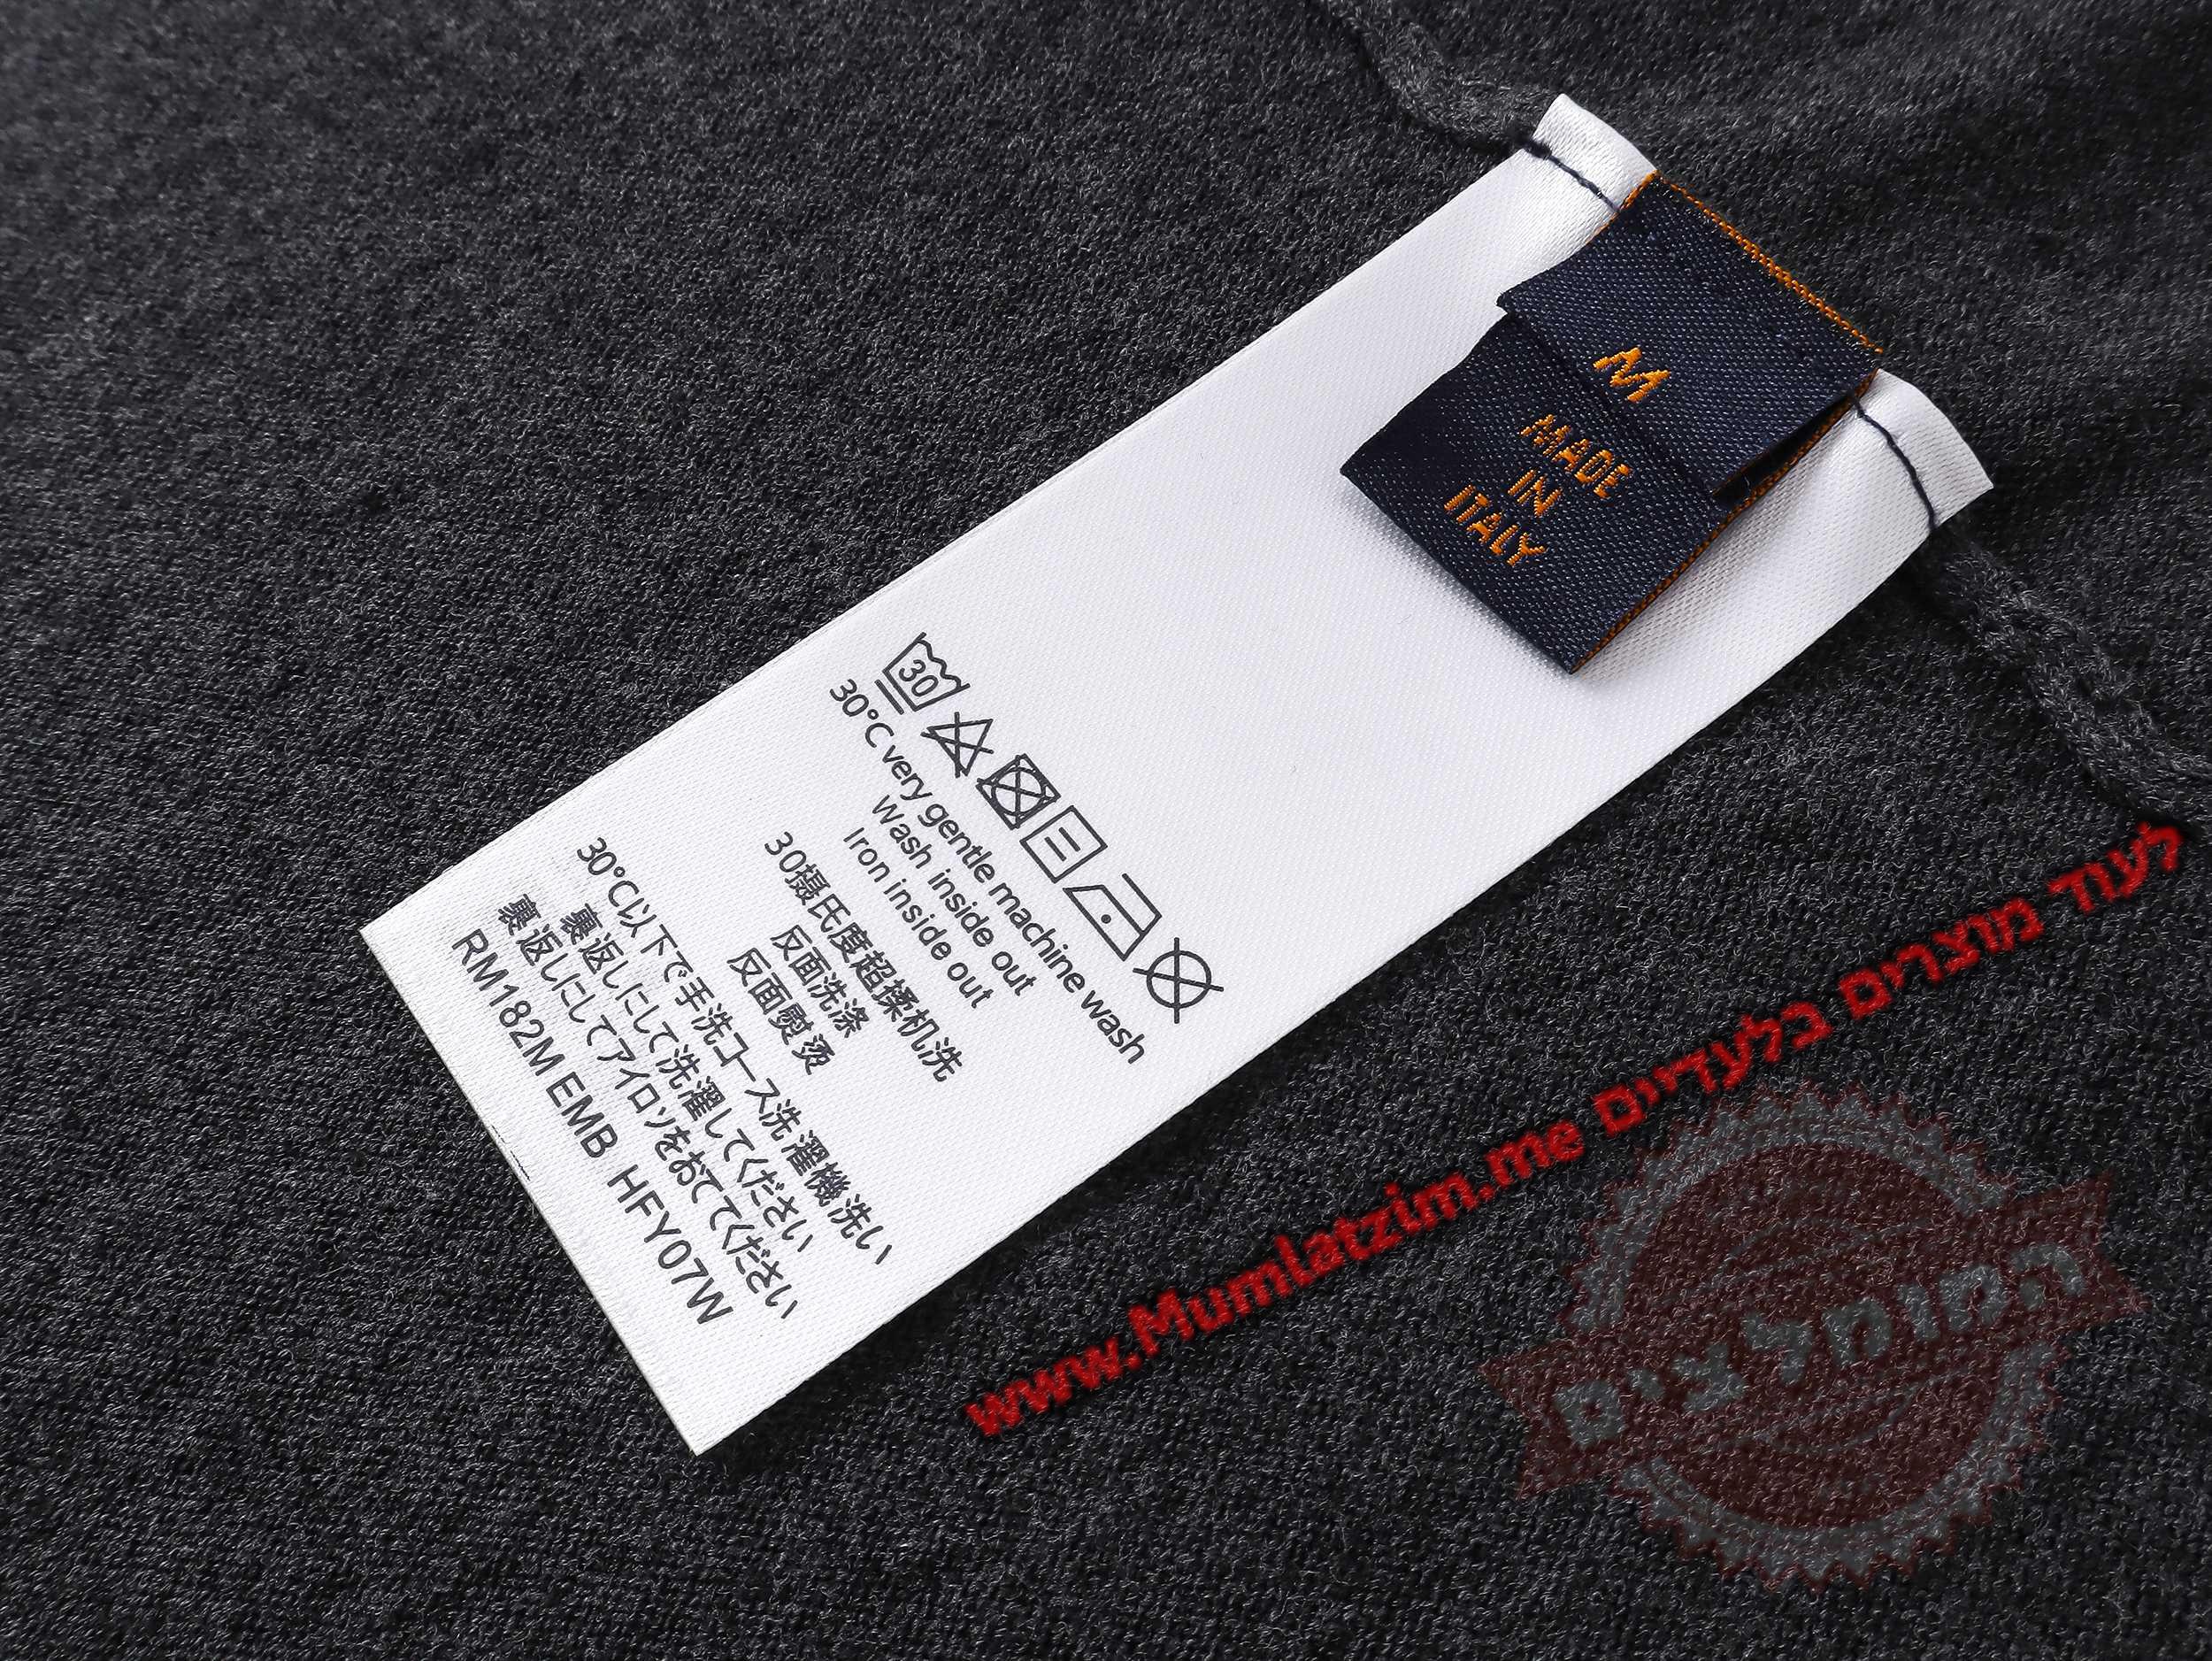 M
MADE
IN
ITALY
30
30°C very gentle machine wash
Wash inside out
Iron inside out
30摄氏度超揉机洗
反面洗涤
反面熨烫
30°C以下で手洗コース洗濯機洗い
裏返しにして洗濯してください
裏返しにしてアイロンをおてください
RM182M EMB HFY07W
לעוד מוצרים בלעדיים www.Mumlatzim.me
המומלצים